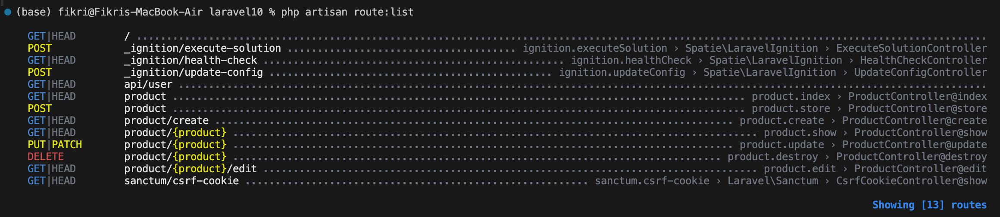 (base) fikri@Fikris-MacBook-Air laravel10 % php artisan route:list
GET|HEAD / ........................................................................................................................................
POST _ignition/execute-solution ...................................... ignition.executeSolution › Spatie\LaravelIgnition › ExecuteSolutionController
GET|HEAD _ignition/health-check .................................................. ignition.healthCheck › Spatie\LaravelIgnition › HealthCheckController
POST _ignition/update-config ............................................... ignition.updateConfig › Spatie\LaravelIgnition › UpdateConfigController
GET|HEAD api/user ......................................................................................................................................
GET|HEAD product ............................................................................................... product.index › ProductController@index
POST product ............................................................................................... product.store › ProductController@store
GET|HEAD product/create ...................................................................................... product.create › ProductController@create
GET|HEAD product/{product} ....................................................................................... product.show › ProductController@show
PUT|PATCH product/{product} ................................................................................... product.update › ProductController@update
DELETE product/{product} ................................................................................. product.destroy › ProductController@destroy
GET|HEAD product/{product}/edit .................................................................................. product.edit › ProductController@edit
GET|HEAD sanctum/csrf-cookie ......................................................... sanctum.csrf-cookie › Laravel\Sanctum › CsrfCookieController@show
Showing [13] routes